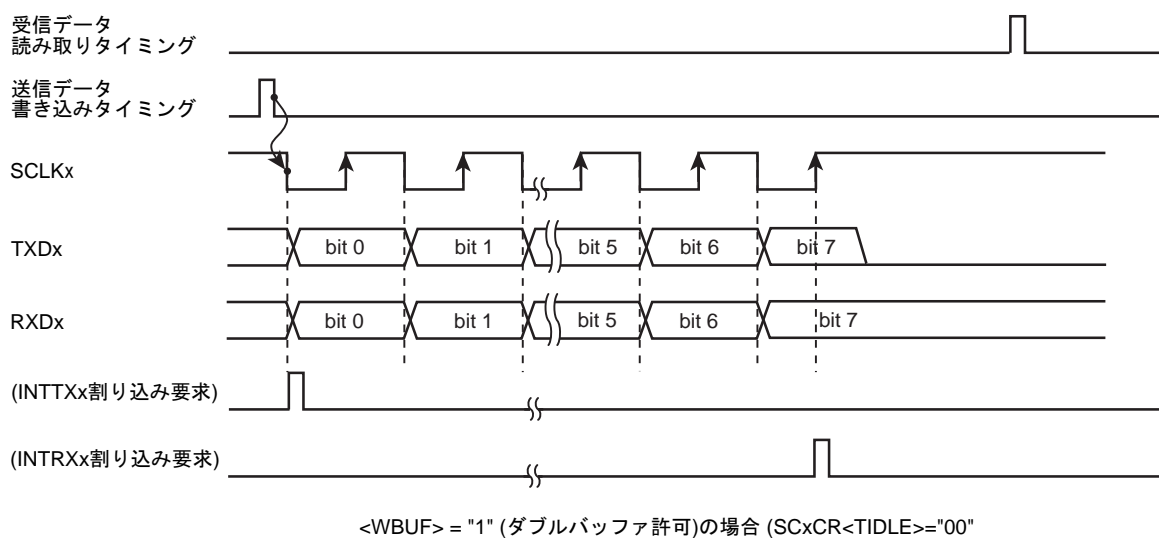 受信データ
読み取りタイミング
送信データ
書き込みタイミング
SCLKx
TXDx
bit 0
bit 1
bit 5
bit 6
bit 7
RXDx
bit 0
bit 1
bit 5
bit 6
bit 7
(INTTXx割り込み要求)
(INTRXx割り込み要求)
<WBUF> = "1" (ダブルバッファ許可)の場合 (SCxCR<TIDLE>="00"